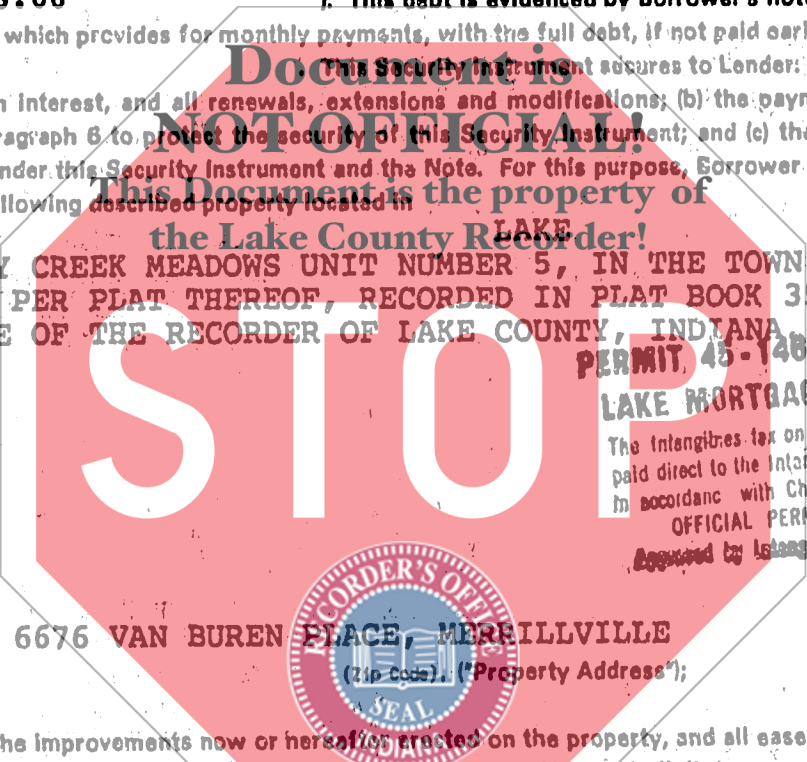 ). This debt is evidenced by Borrower's note
which provides for monthly payments, with the full debt, if not paid earl
Document is
. This Security Instrument secures to Lender:
n interest, and all renewals, extensions and modifications; (b) the paym
NOT OFFICIAL!
ragraph 6 to protect the security of this Security Instrument; and (c) the
nder this Security Instrument and the Note. For this purpose, Borrower
This Document is the property of
llowing described property located in
LAKE
the Lake County Recorder!
Y CREEK MEADOWS UNIT NUMBER 5, IN THE TOWN
PER PLAT THEREOF, RECORDED IN PLAT BOOK 3
E OF THE RECORDER OF LAKE COUNTY, INDIANA.
STOP
PERMIT 45-146
LAKE MORTGAG
The Intangibles tax on
paid direct to the Inta
in accordanc with Ch
OFFICIAL PER
Approved by Intang
RECORDER'S OFFICE
6676 VAN BUREN PLACE, MERRILLVILLE
(Zip Code). ("Property Address");
SEAL
INDIANA
he improvements now or hereafter erected on the property, and all ease